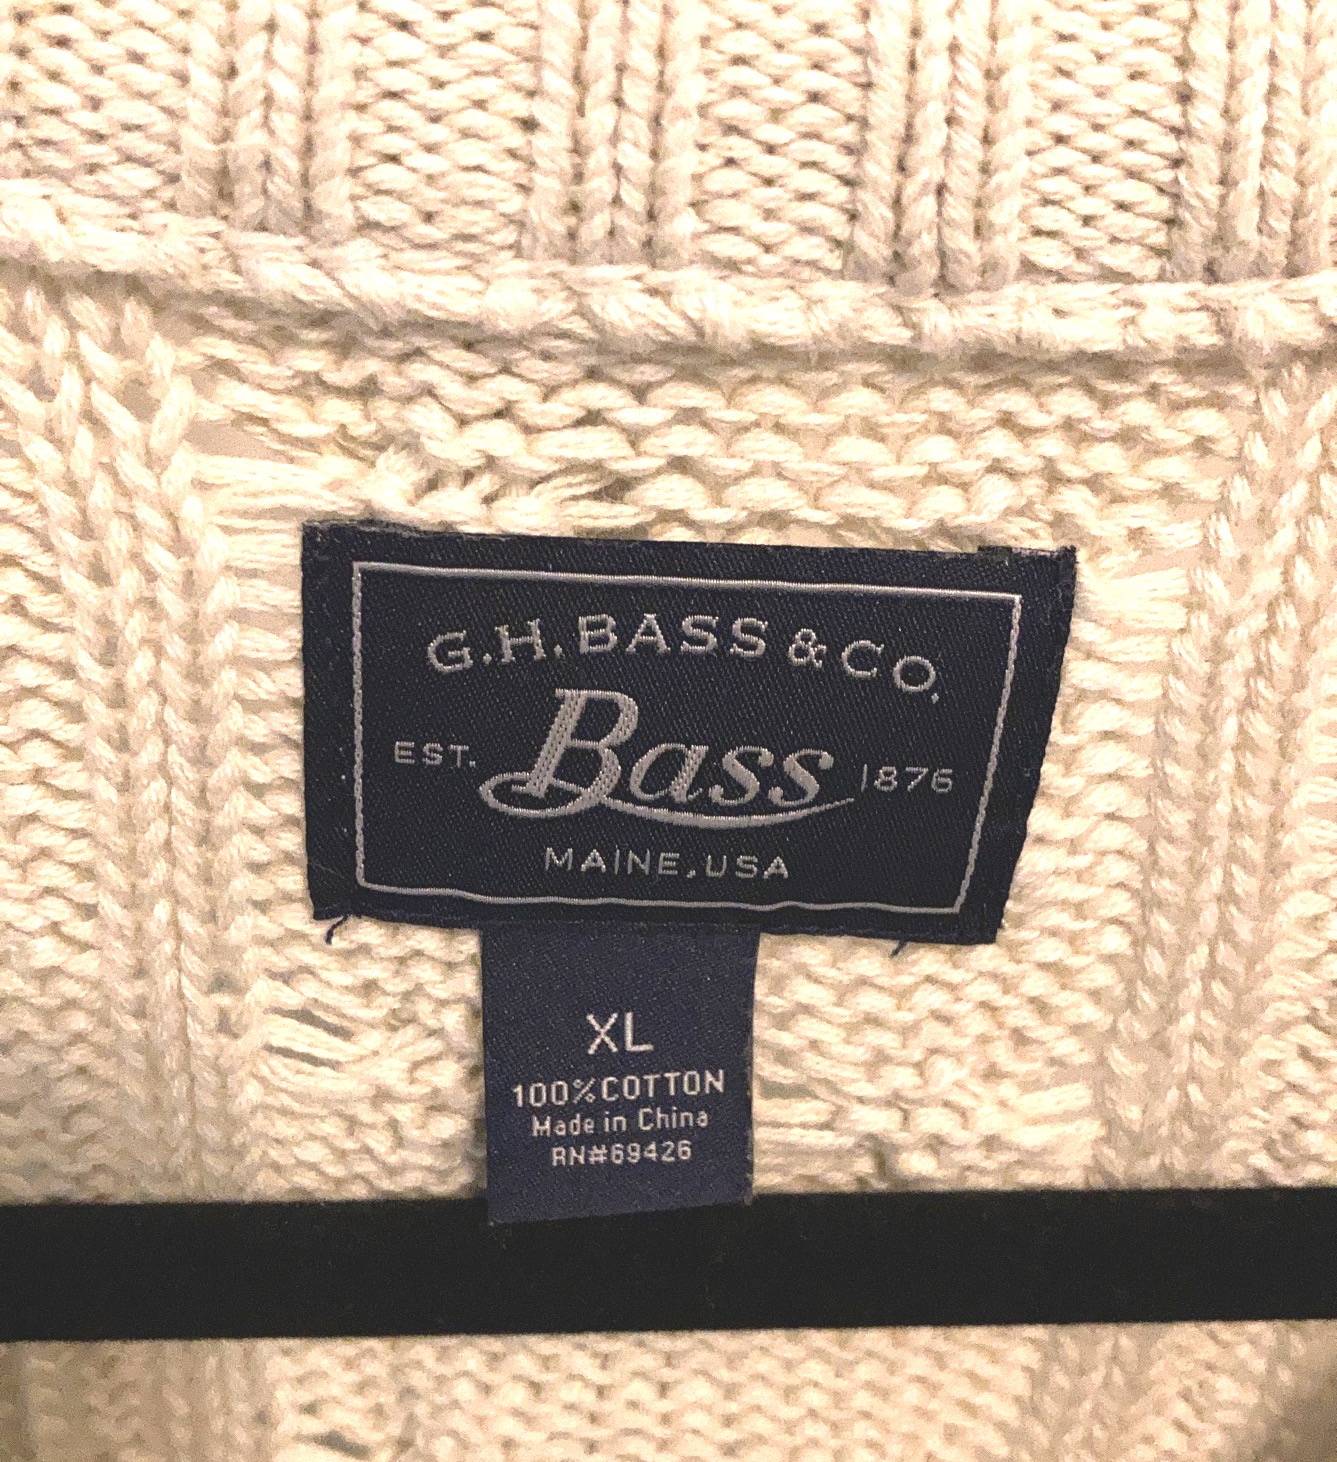 G.H. BASS & CO.
EST. Bass 1876
MAINE, USA
XL
100% COTTON
Made in China
RN#69426